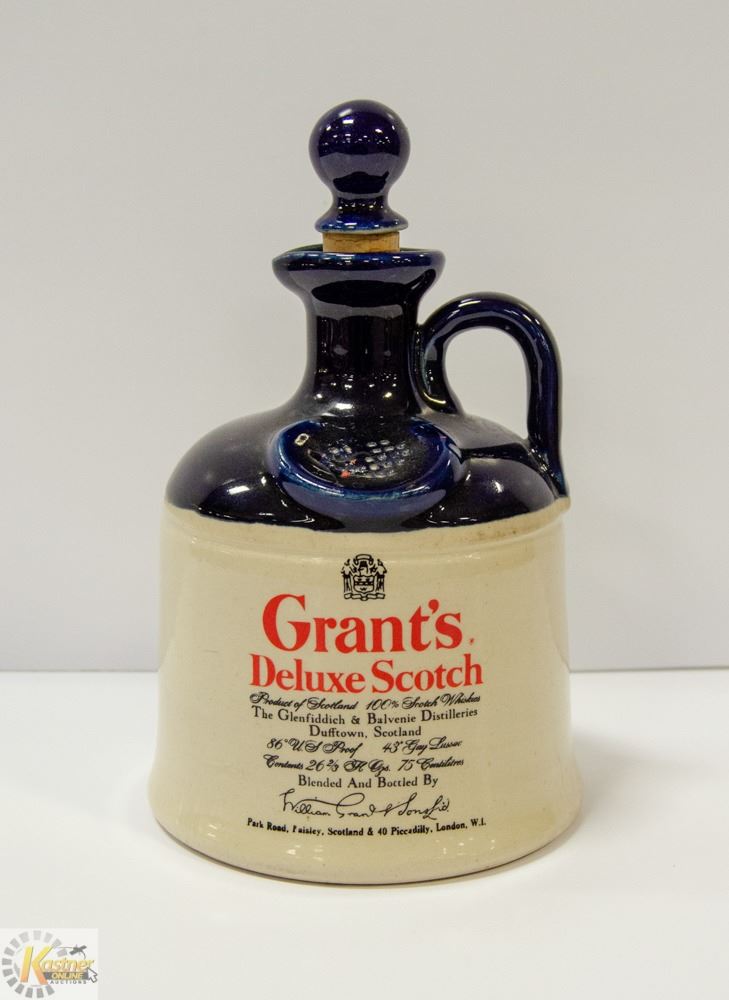 Grant's
Deluxe Scotch
Product of Scotland 100% Scotch Whiskies
The Glenfiddich & Balvenie Distilleries
Dufftown, Scotland
86° U.S Proof 43° Gay Lussac
Contents 26⅔ Fl Ozs. 75 Centilitres
Blended And Bottled By
William Grant & Sons Ltd
Park Road, Paisley, Scotland & 40 Piccadilly, London, W.1.
Kastner
ONLINE
AUCTIONS